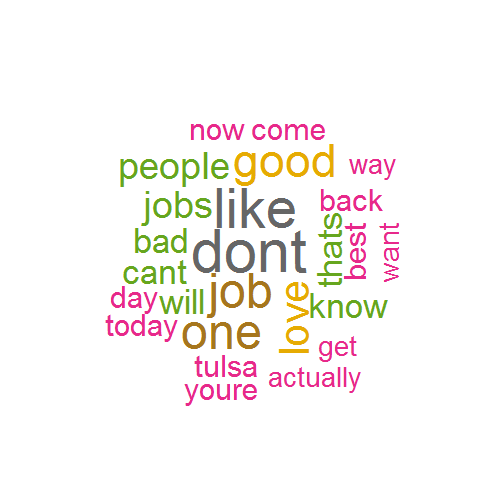 now come
people good way
jobs like back
bad dont thats best want
cant
day will job love know
today one get
tulsa actually
youre